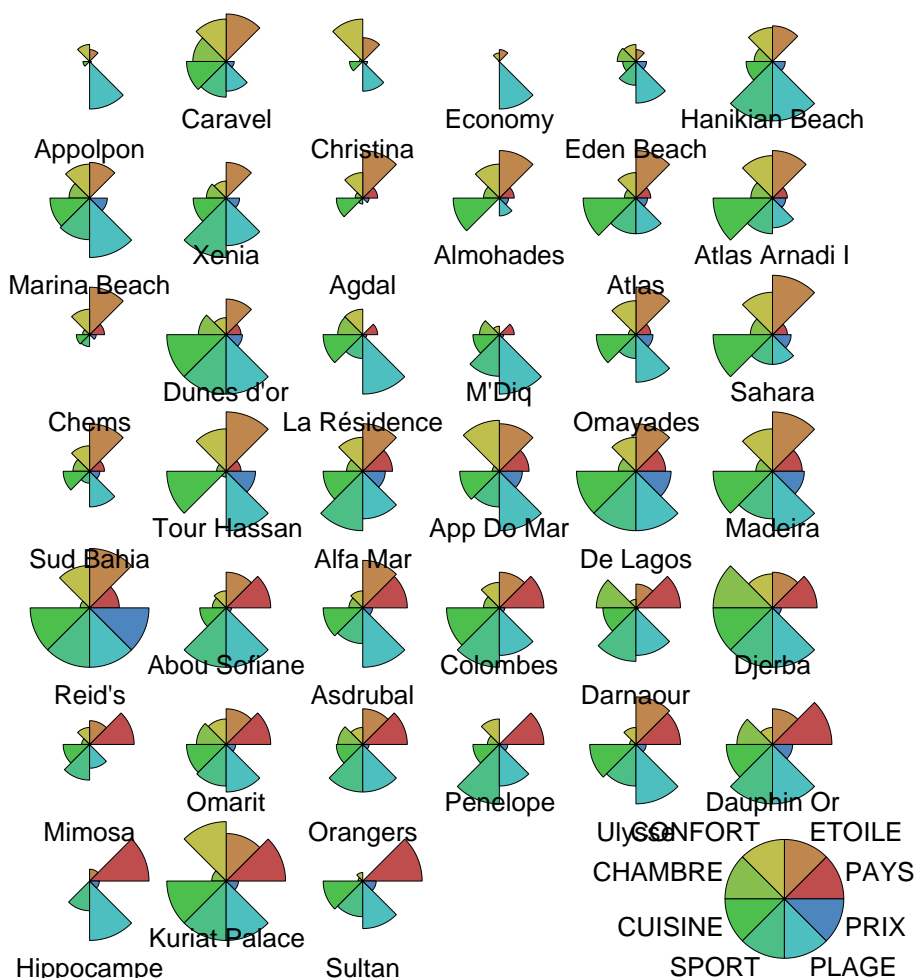 Caravel
Economy
Hanikian Beach
Appolpon
Christina
Eden Beach
Xenia
Almohades
Atlas Arnadi I
Marina Beach
Agdal
Atlas
Dunes d'or
M'Diq
Sahara
Chems
La Résidence
Omayades
Tour Hassan
App Do Mar
Madeira
Sud Bahia
Alfa Mar
De Lagos
Abou Sofiane
Colombes
Djerba
Reid's
Asdrubal
Darnaour
Omarit
Penelope
Dauphin Or
Mimosa
Orangers
Ulysse
CONFORT
ETOILE
CHAMBRE
PAYS
CUISINE
PRIX
Kuriat Palace
Hippocampe
Sultan
SPORT
PLAGE